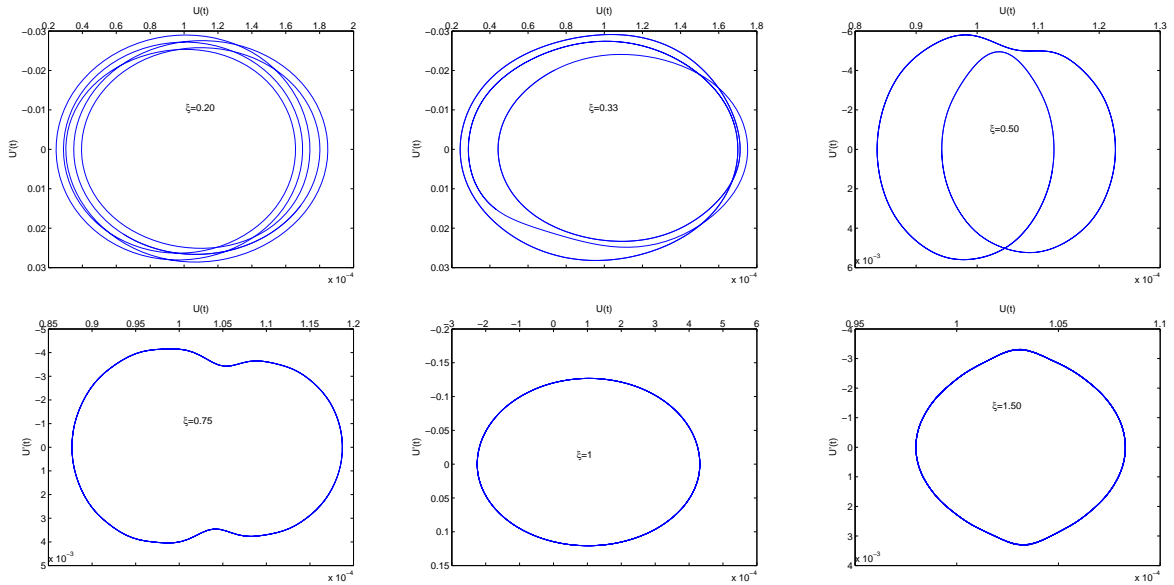 U(t)
0.2 0.4 0.6 0.8 1 1.2 1.4 1.6 1.8 2
−0.03
−0.02
−0.01
0
0.01
0.02
0.03
U'(t)
ξ=0.20
x 10⁻⁴
U(t)
0.2 0.4 0.6 0.8 1 1.2 1.4 1.6 1.8
−0.03
−0.02
−0.01
0
0.01
0.02
0.03
U'(t)
ξ=0.33
x 10⁻⁴
U(t)
0.8 0.9 1 1.1 1.2 1.3
−6
−4
−2
0
2
4
6
U'(t)
ξ=0.50
x 10⁻³
x 10⁻⁴
U(t)
0.85 0.9 0.95 1 1.05 1.1 1.15 1.2
−5
−4
−3
−2
−1
0
1
2
3
4
5
U'(t)
ξ=0.75
x 10⁻³
x 10⁻⁴
U(t)
−3 −2 −1 0 1 2 3 4 5 6
−0.2
−0.15
−0.1
−0.05
0
0.05
0.1
0.15
U'(t)
ξ=1
x 10⁻⁴
U(t)
0.95 1 1.05 1.1
−4
−3
−2
−1
0
1
2
3
4
U'(t)
ξ=1.50
x 10⁻³
x 10⁻⁴